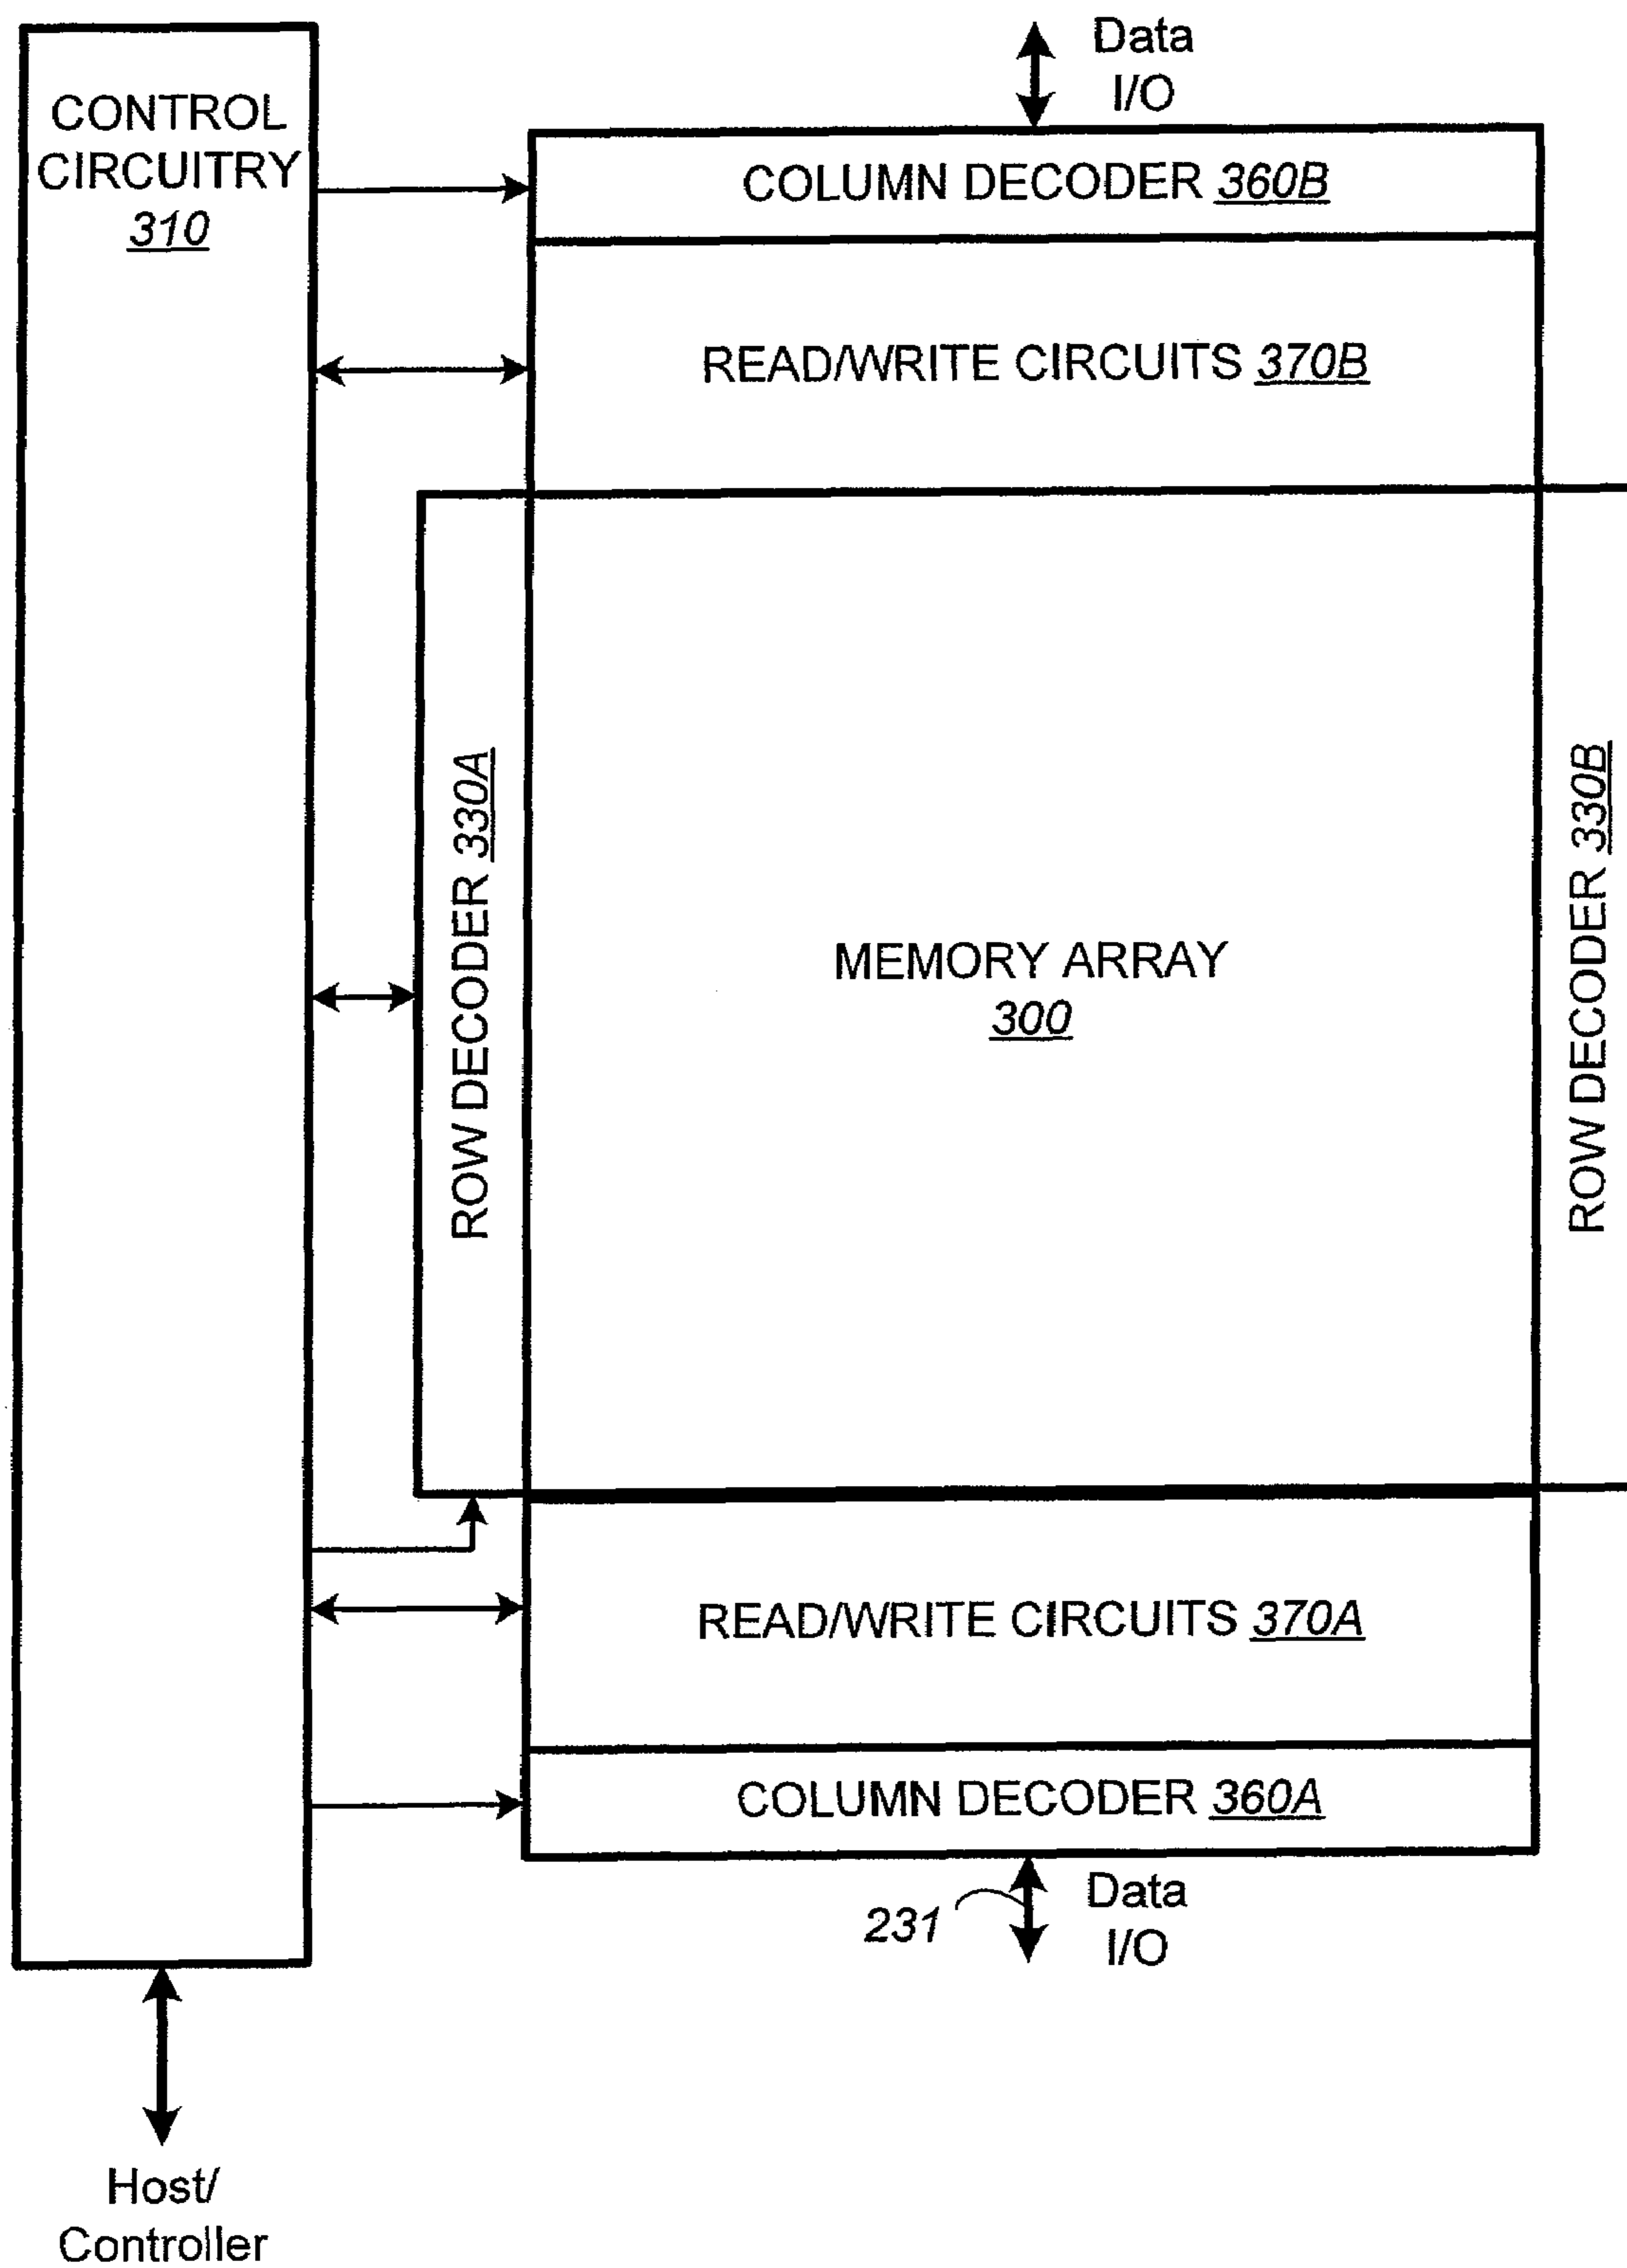 CONTROL
CIRCUITRY
310
Data
I/O
COLUMN DECODER 360B
READ/WRITE CIRCUITS 370B
ROW DECODER 330A
MEMORY ARRAY
300
ROW DECODER 330B
READ/WRITE CIRCUITS 370A
COLUMN DECODER 360A
231
Data
I/O
Host/
Controller